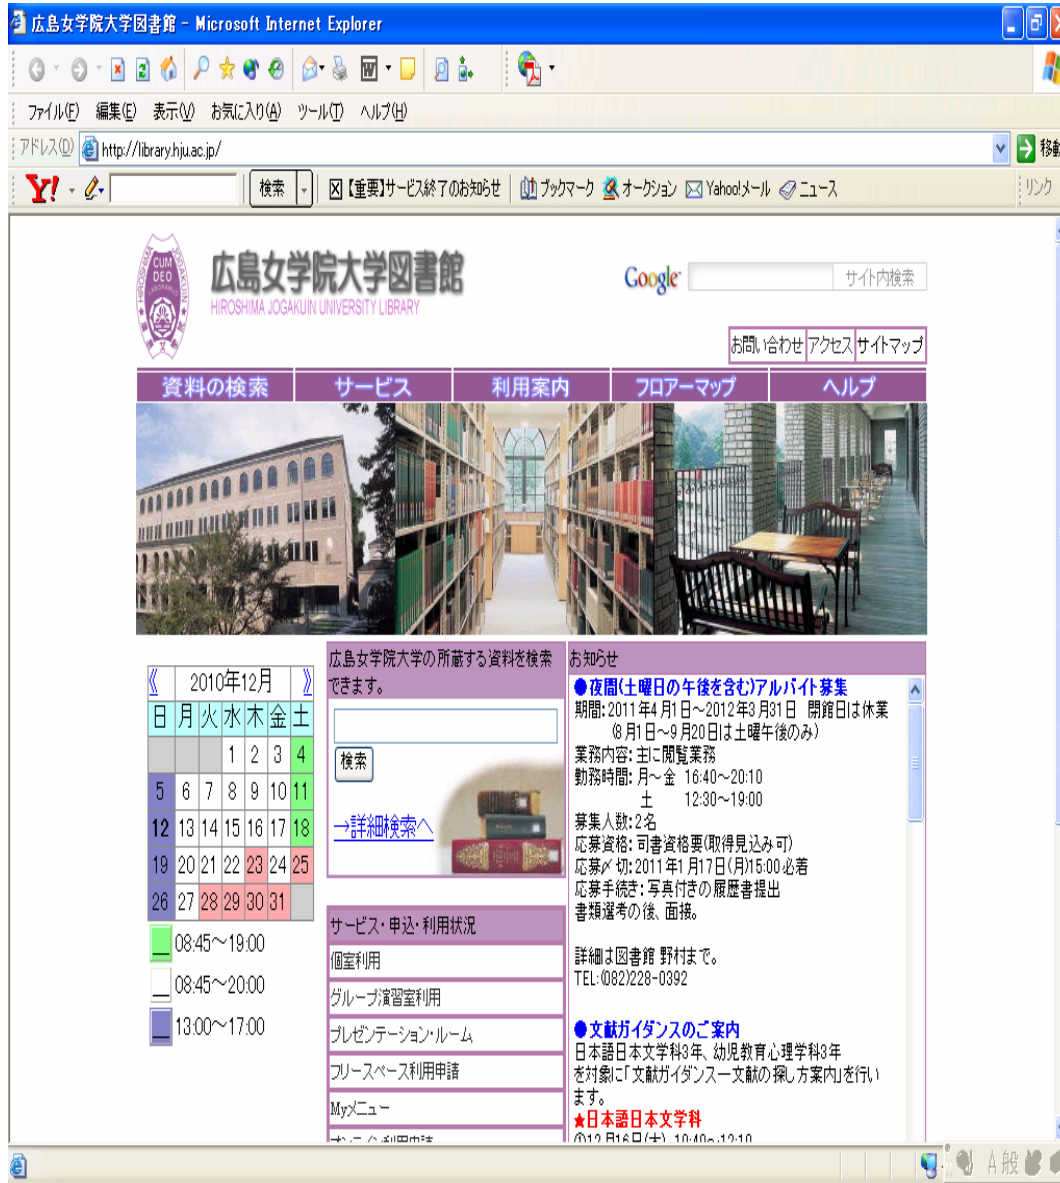 広島女学院大学図書館 - Microsoft Internet Explorer
ファイル(F) 編集(E) 表示(V) お気に入り(A) ツール(T) ヘルプ(H)
アドレス(D) http://library.hju.ac.jp/ 移動
Y! 検索 【重要】サービス終了のお知らせ ブックマーク オークション Yahoo!メール ニュース リンク
HIROSHIMA JOGAKUIN
CUM DEO LABORAMUS
広島女学院大学図書館
HIROSHIMA JOGAKUIN UNIVERSITY LIBRARY
Google サイト内検索
お問い合わせ アクセス サイトマップ
資料の検索 サービス 利用案内 フロアーマップ ヘルプ
《 2010年12月 》
日 月 火 水 木 金 土
1 2 3 4
5 6 7 8 9 10 11
12 13 14 15 16 17 18
19 20 21 22 23 24 25
26 27 28 29 30 31
08:45～19:00
08:45～20:00
13:00～17:00
広島女学院大学の所蔵する資料を検索
できます。
検索
→詳細検索へ
サービス・申込・利用状況
個室利用
グループ演習室利用
プレゼンテーション・ルーム
フリースペース利用申請
Myメニュー
お知らせ
●夜間(土曜日の午後を含む)アルバイト募集
期間:2011年4月1日～2012年3月31日 閉館日は休業
(8月1日～9月20日は土曜午後のみ)
業務内容:主に閲覧業務
勤務時間:月～金 16:40～20:10
土 12:30～19:00
募集人数:2名
応募資格:司書資格要(取得見込み可)
応募〆切:2011年1月17日(月)15:00必着
応募手続き:写真付きの履歴書提出
書類選考の後、面接。
詳細は図書館 野村まで。
TEL:(082)228-0392
●文献ガイダンスのご案内
日本語日本文学科3年、幼児教育心理学科3年
を対象に「文献ガイダンス―文献の探し方案内」を行い
ます。
★日本語日本文学科
①12月16日(木) 10:40～12:10
A 般